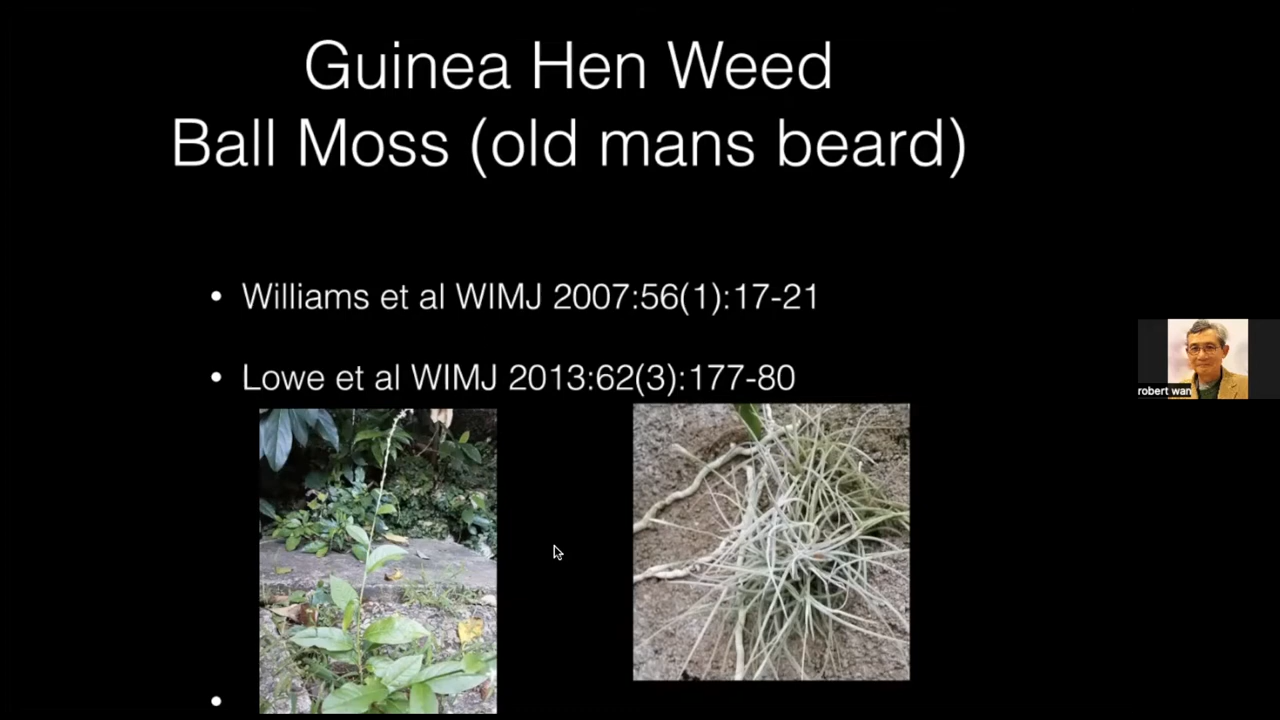 Guinea Hen Weed
Ball Moss (old mans beard)
• Williams et al WIMJ 2007:56(1):17-21
• Lowe et al WIMJ 2013:62(3):177-80
•
robert wan